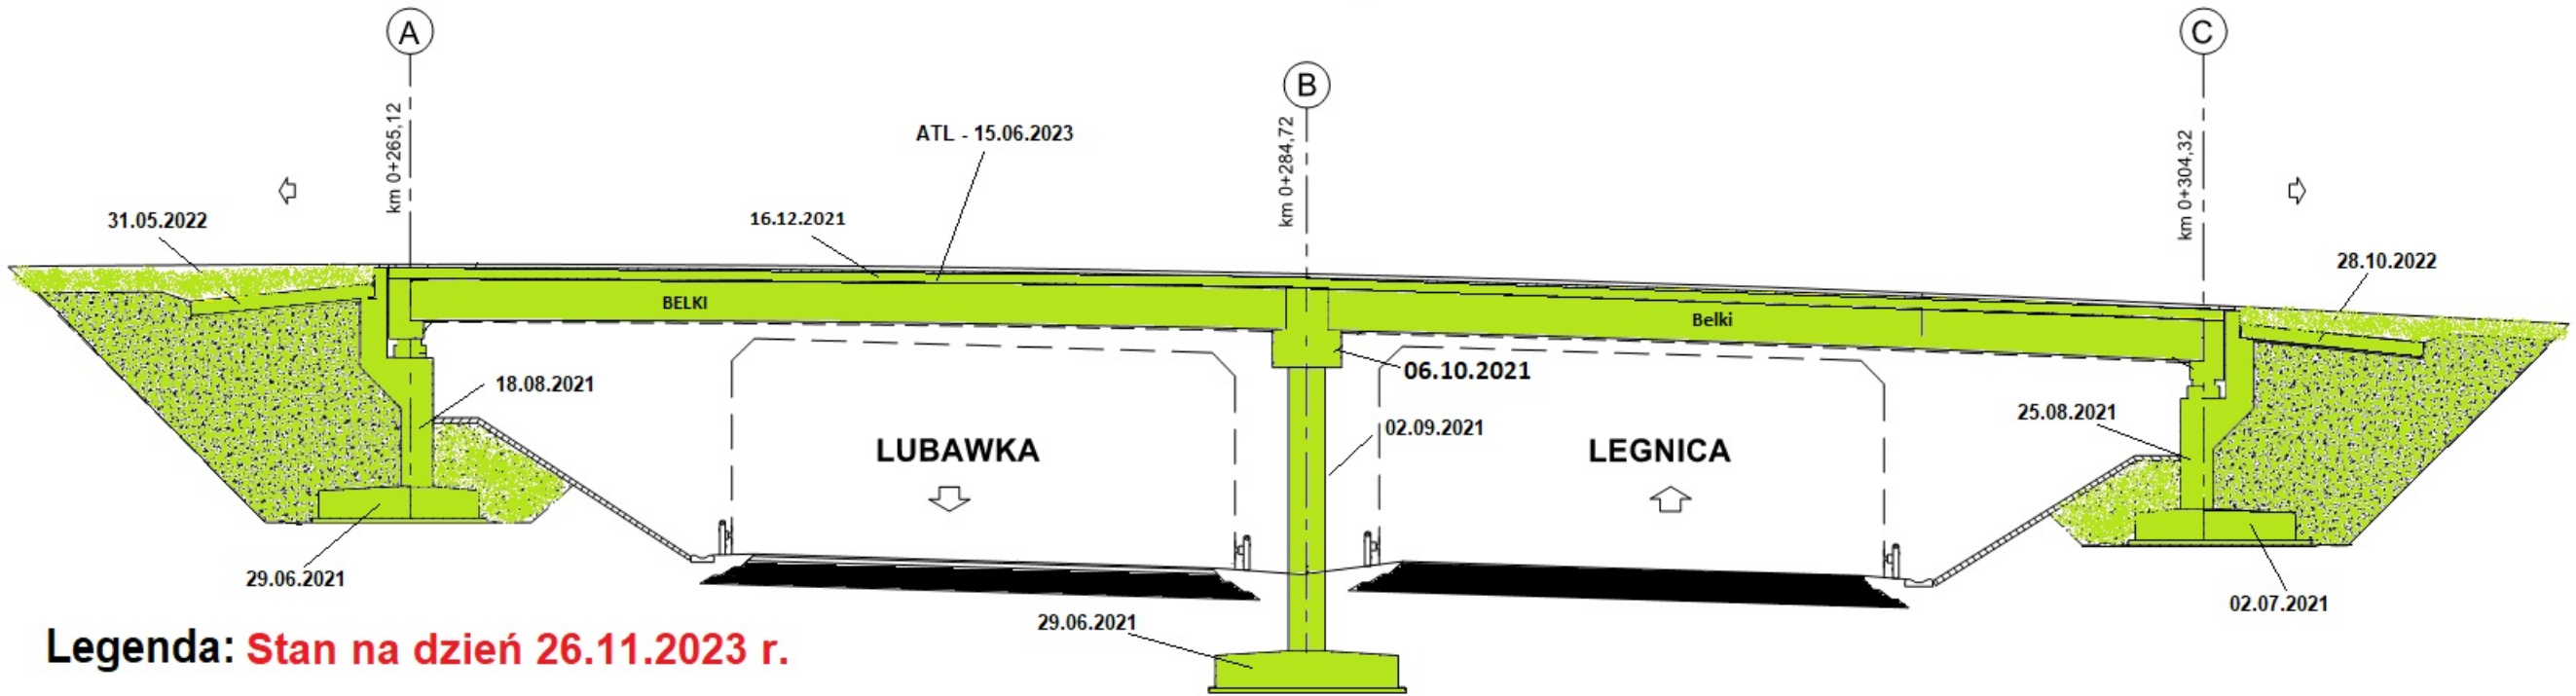 A
B
C
km 0+265,12
km 0+284,72
km 0+304,32
ATL - 15.06.2023
31.05.2022
16.12.2021
28.10.2022
BELKI
Belki
06.10.2021
18.08.2021
25.08.2021
02.09.2021
LUBAWKA
LEGNICA
29.06.2021
02.07.2021
29.06.2021
Legenda: Stan na dzień 26.11.2023 r.